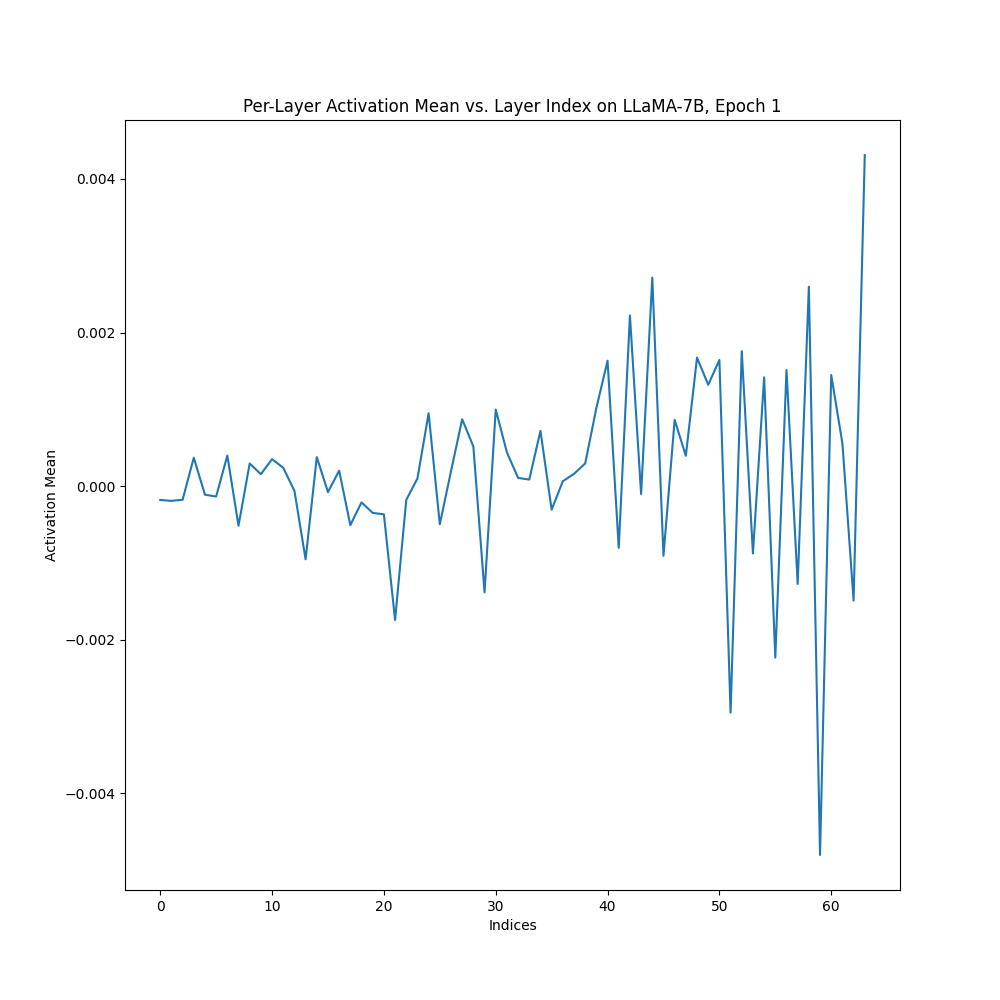 Per-Layer Activation Mean vs. Layer Index on LLaMA-7B, Epoch 1
Activation Mean
0.004
0.002
0.000
−0.002
−0.004
0 10 20 30 40 50 60
Indices